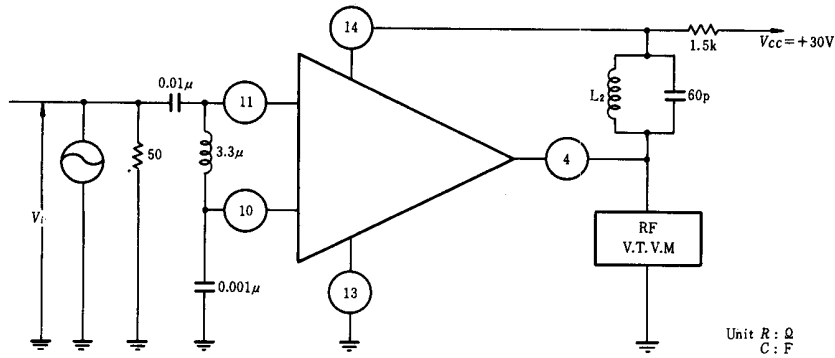 14
1.5k
VCC=+30V
0.01μ
11
L2
60p
50
3.3μ
4
Vi
10
RF
V.T.V.M
0.001μ
13
Unit R : Ω
C : F